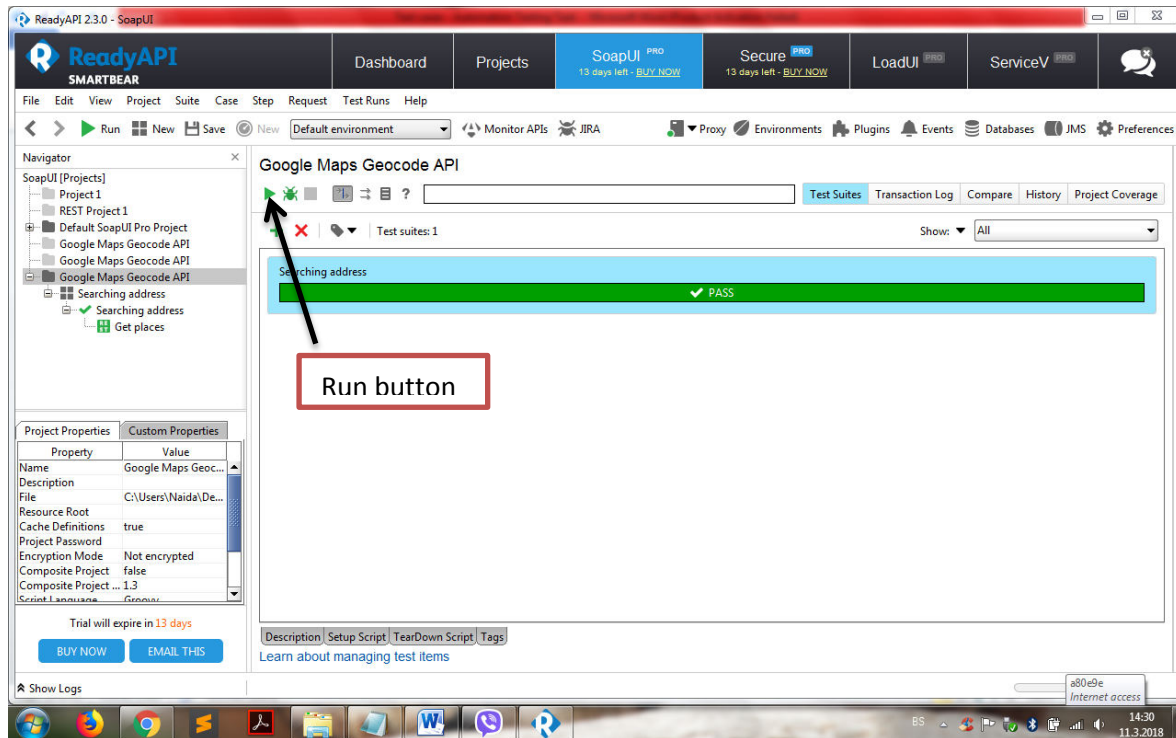 ReadyAPI 2.3.0 - SoapUI
ReadyAPI
SMARTBEAR
Dashboard
Projects
SoapUI PRO
13 days left - BUY NOW
Secure PRO
13 days left - BUY NOW
LoadUI PRO
ServiceV PRO
File Edit View Project Suite Case Step Request Test Runs Help
Run New Save New Default environment Monitor APIs JIRA Proxy Environments Plugins Events Databases JMS Preferences
Navigator
SoapUI [Projects]
Project 1
REST Project 1
Default SoapUI Pro Project
Google Maps Geocode API
Google Maps Geocode API
Google Maps Geocode API
Searching address
Searching address
Get places
Google Maps Geocode API
Test Suites Transaction Log Compare History Project Coverage
Test suites: 1
Show: All
Searching address
PASS
Run button
Project Properties Custom Properties
Property Value
Name Google Maps Geoc...
Description
File C:\Users\Naida\De...
Resource Root
Cache Definitions true
Project Password
Encryption Mode Not encrypted
Composite Project false
Composite Project ... 1.3
Script Language Groovy
Trial will expire in 13 days
BUY NOW EMAIL THIS
Description Setup Script TearDown Script Tags
Learn about managing test items
Show Logs
a80e9e
Internet access
BS
14:30
11.3.2018